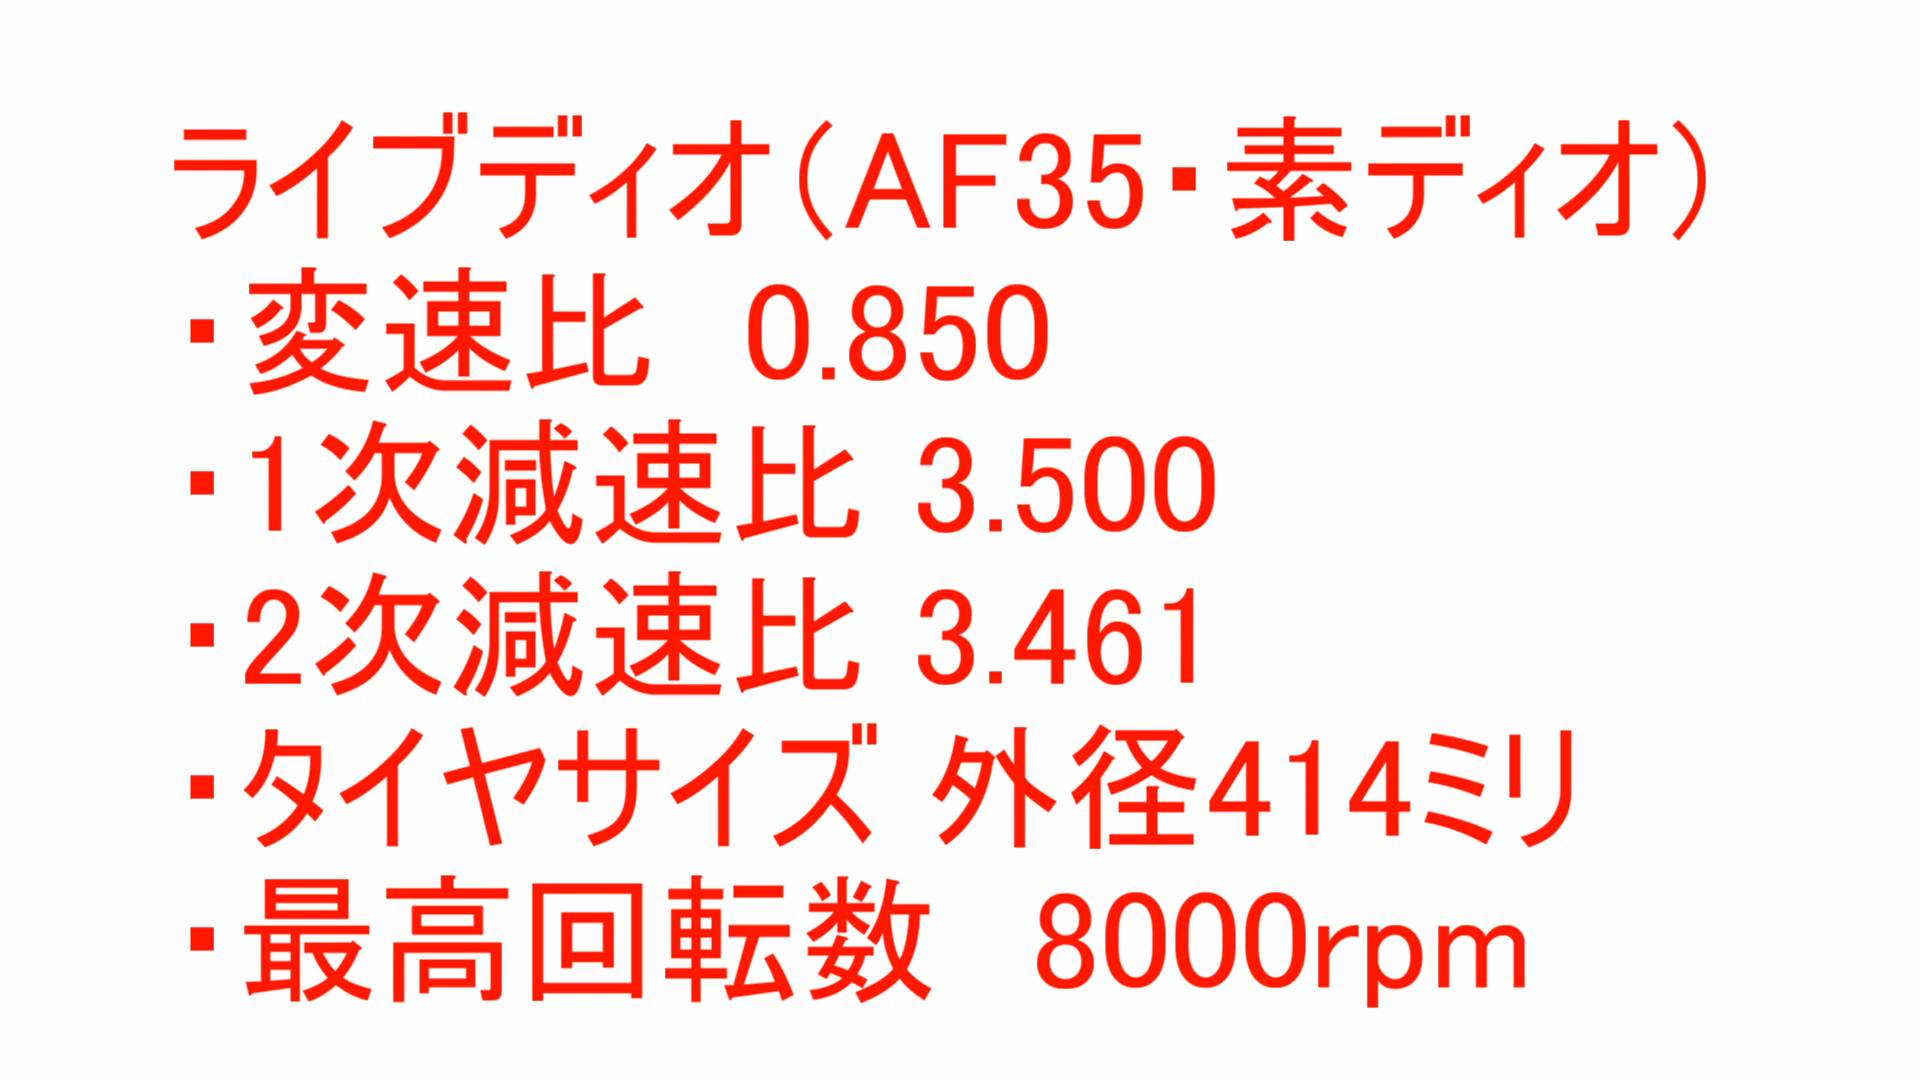 ライブディオ（AF35・素ディオ）
・変速比　0.850
・1次減速比 3.500
・2次減速比 3.461
・タイヤサイズ 外径414ミリ
・最高回転数　8000rpm